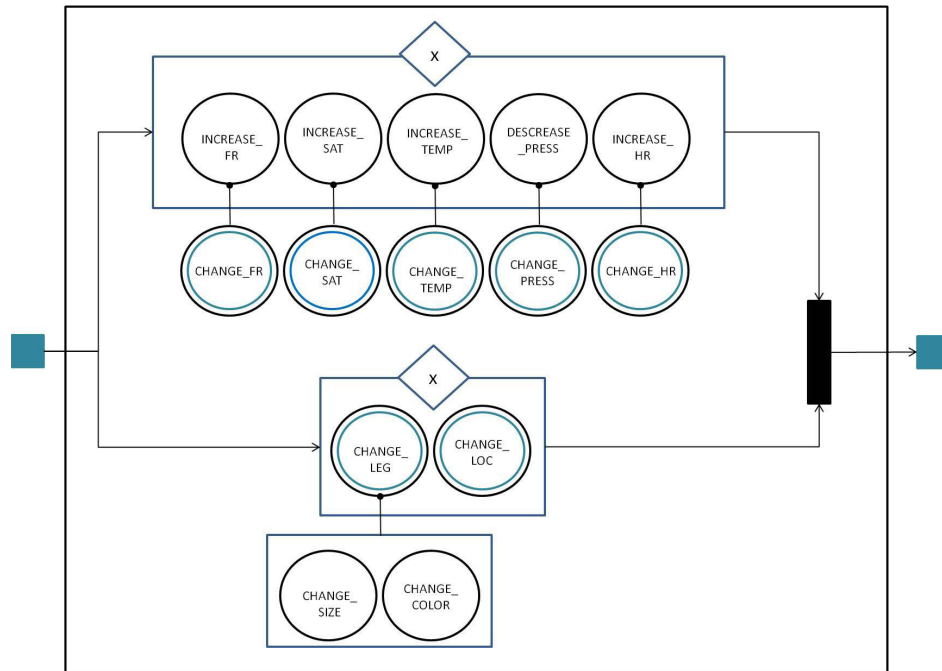 X
INCREASE_
FR
INCREASE_
SAT
INCREASE_
TEMP
DESCREASE
_PRESS
INCREASE_
HR
CHANGE_FR
CHANGE_
SAT
CHANGE_
TEMP
CHANGE_
PRESS
CHANGE_HR
X
CHANGE_
LEG
CHANGE_
LOC
CHANGE_
SIZE
CHANGE_
COLOR